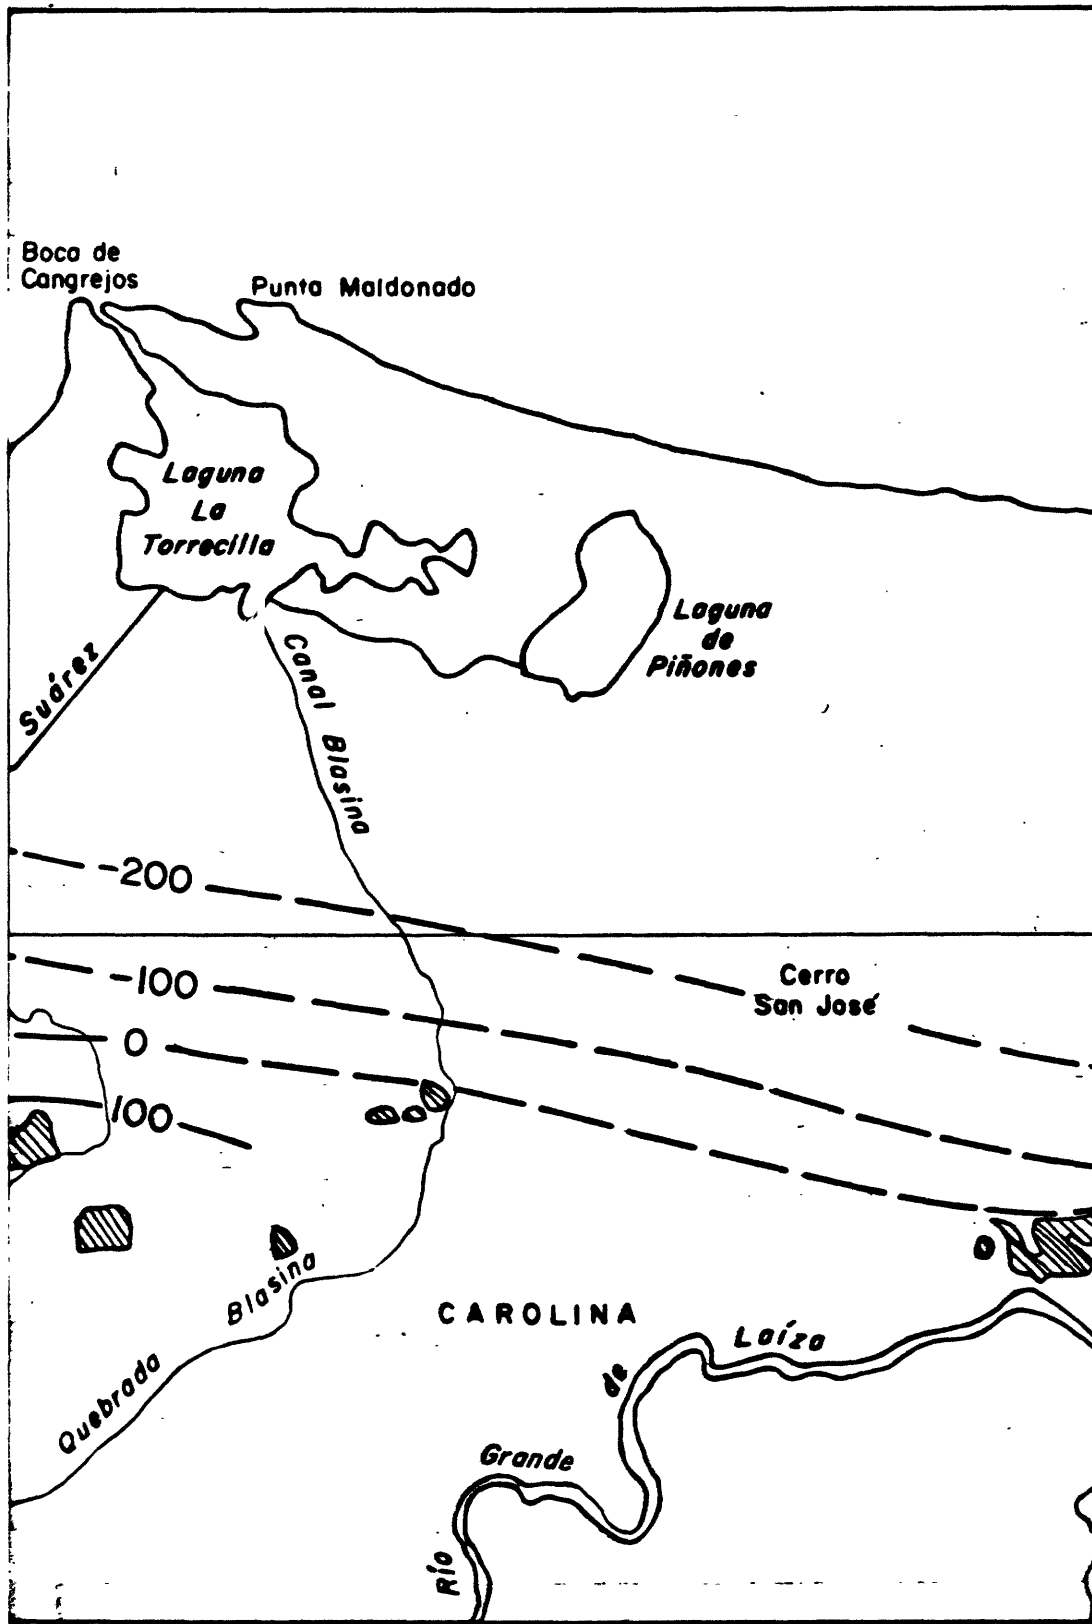 Boca de
Cangrejos
Punta Maldonado
Laguna
La
Torrecilla
Laguna
de
Piñones
Suárez
Canal Blasina
-200
-100
Cerro
San José
0
100
Quebrada Blasina
CAROLINA
Río Grande de Laíza